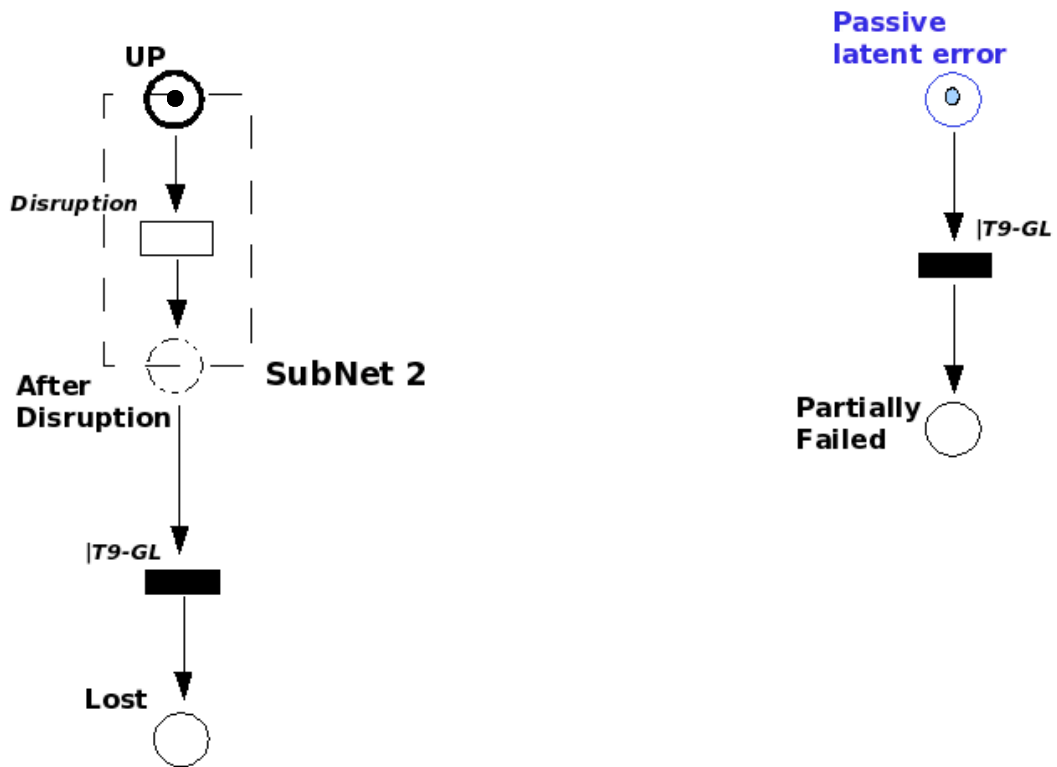 UP
Passive
latent error
Disruption
|T9-GL
After
Disruption
SubNet 2
Partially
Failed
|T9-GL
Lost